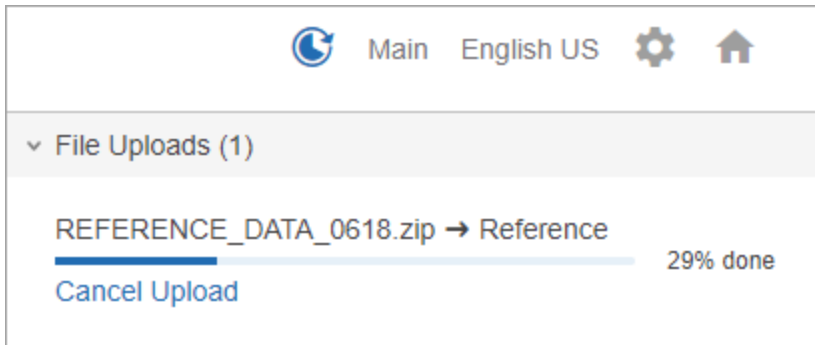 Main English US
File Uploads (1)
REFERENCE_DATA_0618.zip ➔ Reference
29% done
Cancel Upload